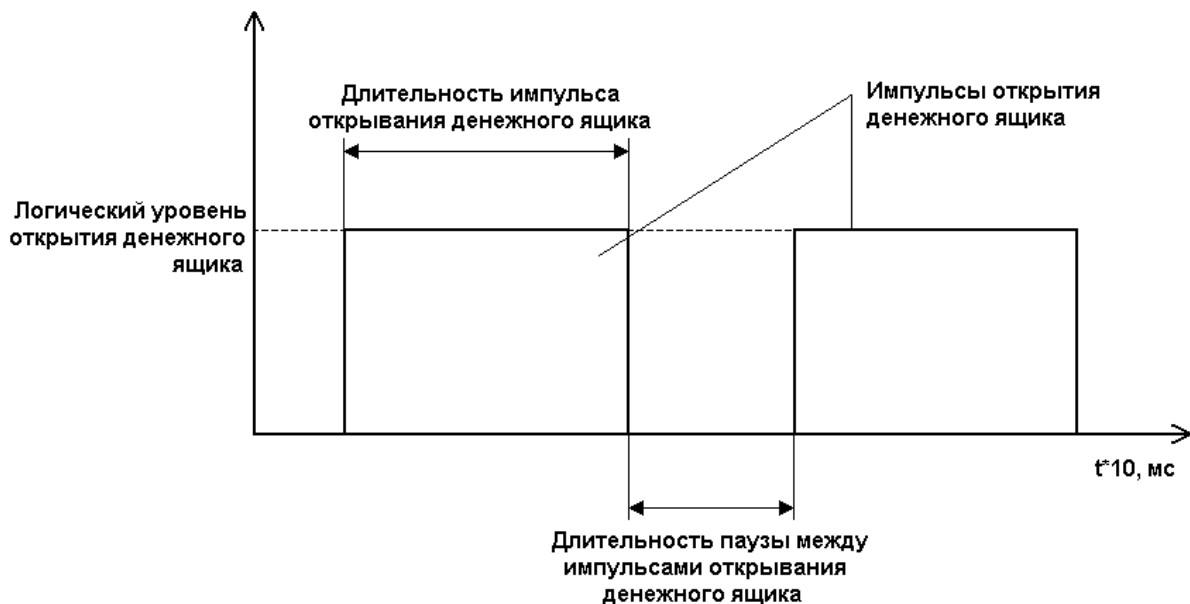 Длительность импульса
открывания денежного ящика
Импульсы открытия
денежного ящика
Логический уровень
открытия денежного
ящика
t*10, мс
Длительность паузы между
импульсами открывания
денежного ящика